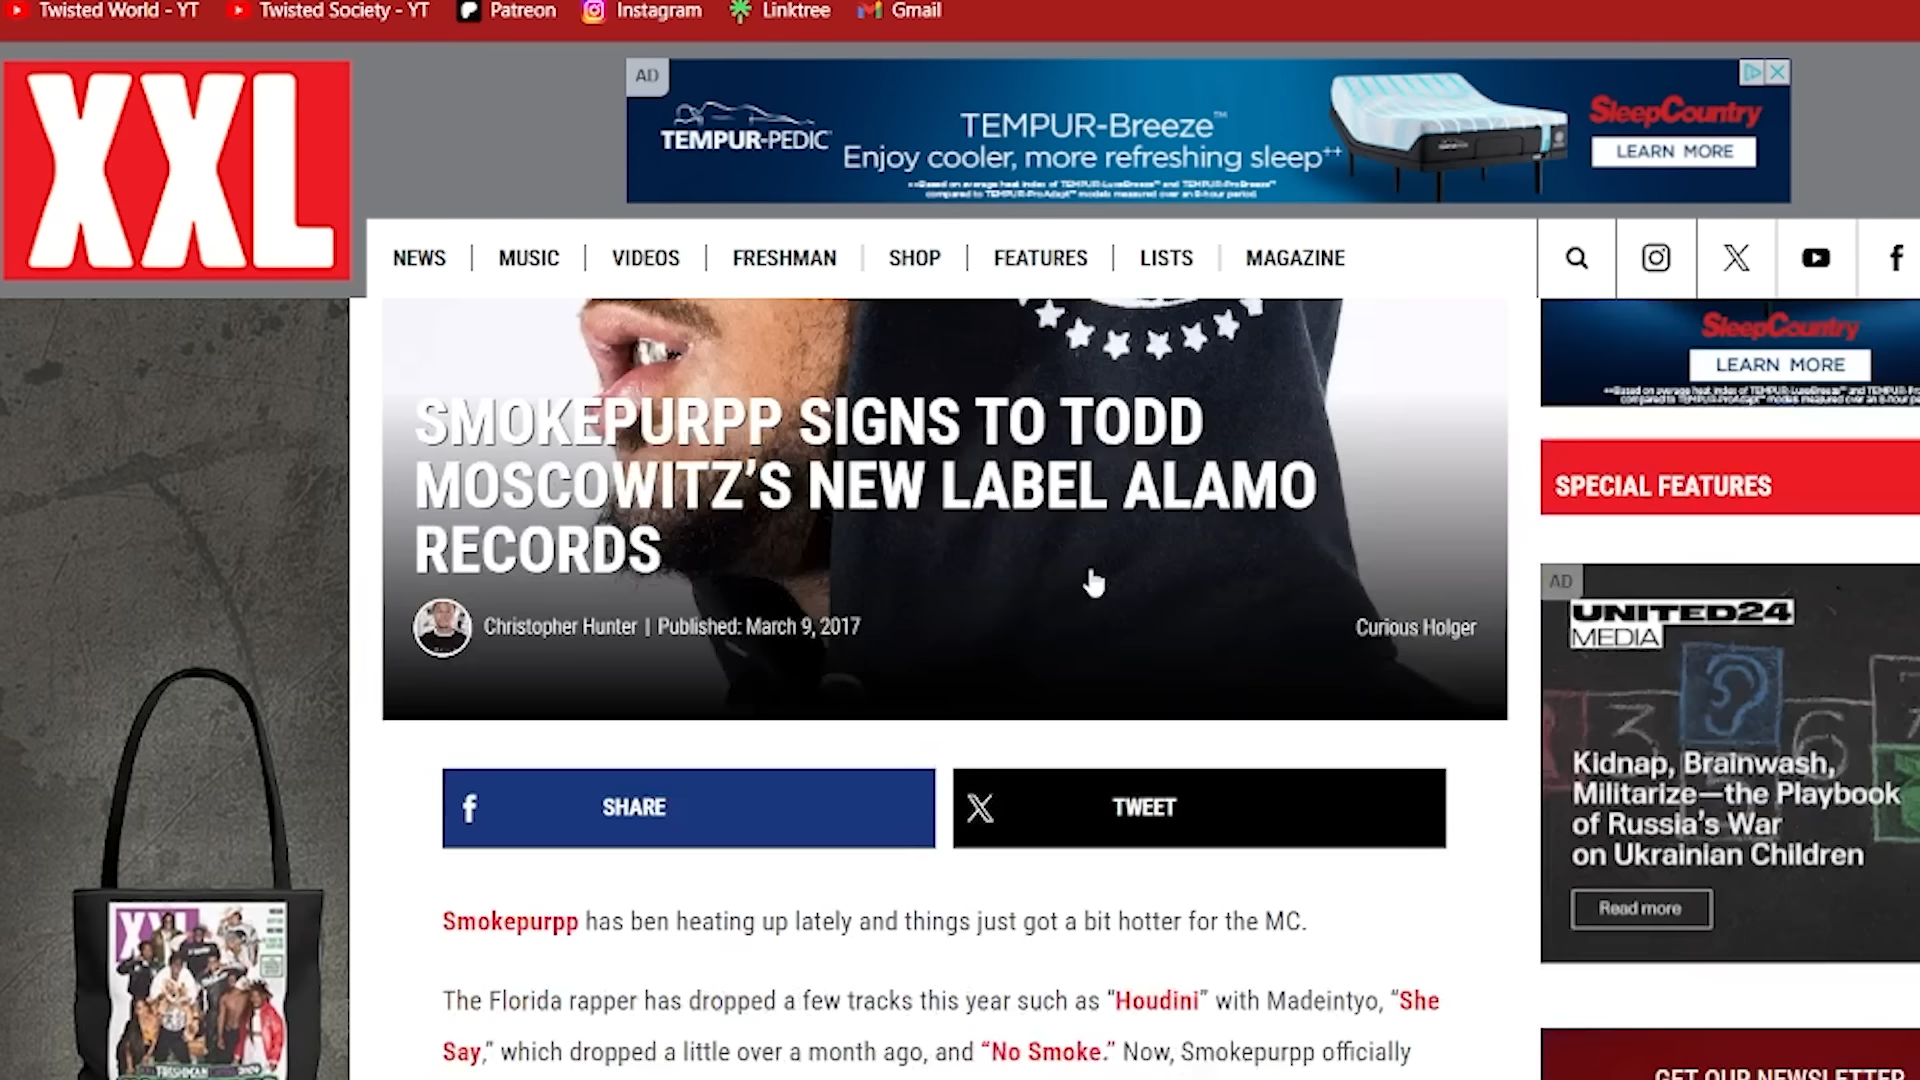 Twisted World - YT
Twisted Society - YT
Patreon
Instagram
Linktree
Gmail
XXL
AD
TEMPUR-PEDIC
TEMPUR-Breeze™
Enjoy cooler, more refreshing sleep⁺⁺
SleepCountry
LEARN MORE
NEWS
MUSIC
VIDEOS
FRESHMAN
SHOP
FEATURES
LISTS
MAGAZINE
SMOKEPURPP SIGNS TO TODD
MOSCOWITZ'S NEW LABEL ALAMO
RECORDS
Christopher Hunter | Published: March 9, 2017
Curious Holger
SHARE
TWEET
Smokepurpp has ben heating up lately and things just got a bit hotter for the MC.
The Florida rapper has dropped a few tracks this year such as “Houdini” with Madeintyo, “She
Say,” which dropped a little over a month ago, and “No Smoke.” Now, Smokepurpp officially
SleepCountry
LEARN MORE
SPECIAL FEATURES
AD
UNITED24
MEDIA
Kidnap, Brainwash,
Militarize—the Playbook
of Russia's War
on Ukrainian Children
Read more
GET OUR NEWSLETTER
XXL